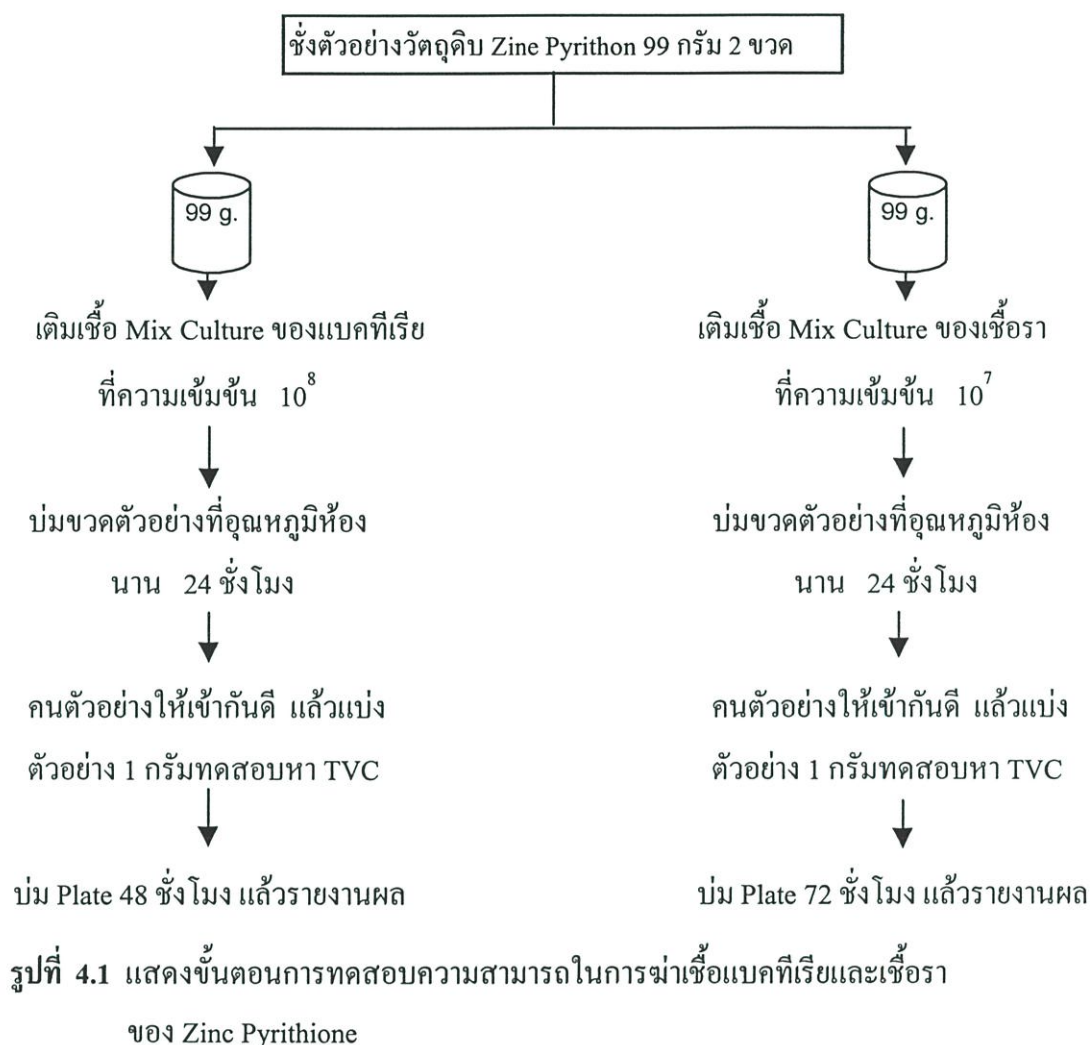 ชั่งตัวอย่างวัตถุดิบ Zine Pyrithon 99 กรัม 2 ขวด
99 g.
99 g.
เติมเชื้อ Mix Culture ของแบคทีเรีย
ที่ความเข้มข้น 10⁸
บ่มขวดตัวอย่างที่อุณหภูมิห้อง
นาน 24 ชั่วโมง
คนตัวอย่างให้เข้ากันดี แล้วแบ่ง
ตัวอย่าง 1 กรัมทดสอบหา TVC
บ่ม Plate 48 ชั่วโมง แล้วรายงานผล
เติมเชื้อ Mix Culture ของเชื้อรา
ที่ความเข้มข้น 10⁷
บ่มขวดตัวอย่างที่อุณหภูมิห้อง
นาน 24 ชั่วโมง
คนตัวอย่างให้เข้ากันดี แล้วแบ่ง
ตัวอย่าง 1 กรัมทดสอบหา TVC
บ่ม Plate 72 ชั่วโมง แล้วรายงานผล
รูปที่ 4.1 แสดงขั้นตอนการทดสอบความสามารถในการฆ่าเชื้อแบคทีเรียและเชื้อรา
ของ Zinc Pyrithione